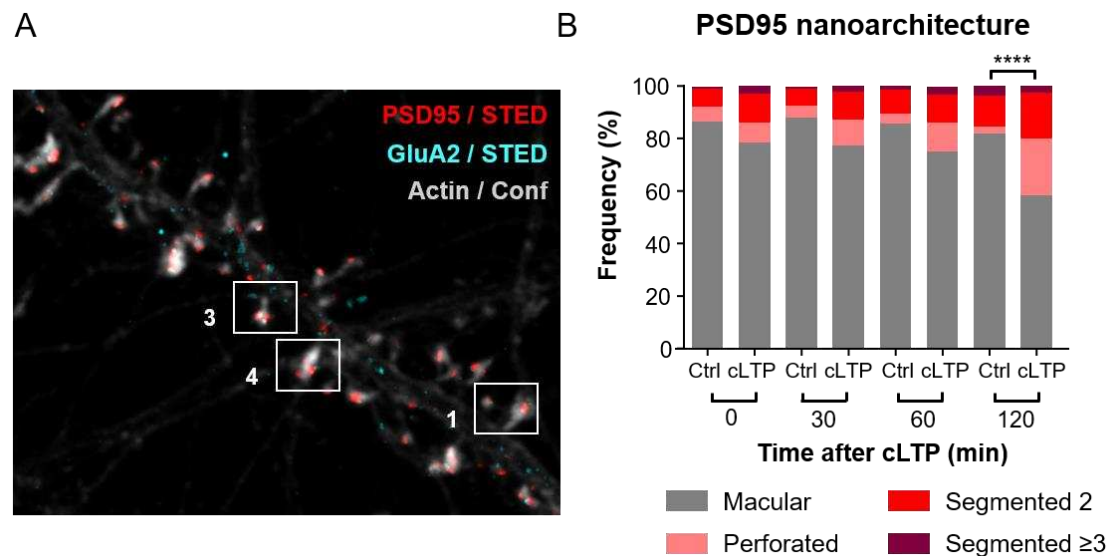 A
PSD95 / STED
GluA2 / STED
Actin / Conf
3
4
1
B
PSD95 nanoarchitecture
****
Frequency (%)
100
80
60
40
20
0
Ctrl cLTP Ctrl cLTP Ctrl cLTP Ctrl cLTP
0 30 60 120
Time after cLTP (min)
Macular Segmented 2
Perforated Segmented ≥3